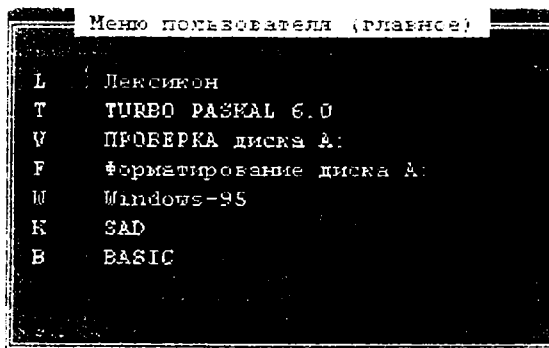 Меню пользователя (главное)
L Лексикон
T TURBO PASKAL 6.0
V ПРОВЕРКА диска A:
F Форматирование диска A:
W Windows-95
K SAD
B BASIC